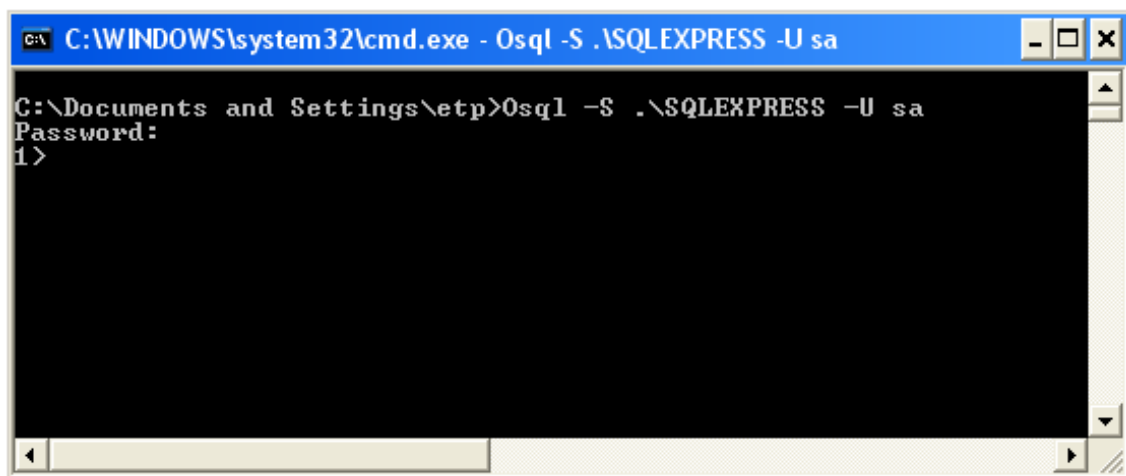 C:\WINDOWS\system32\cmd.exe - Osql -S .\SQLEXPRESS -U sa
C:\Documents and Settings\etp>Osql -S .\SQLEXPRESS -U sa
Password:
1>